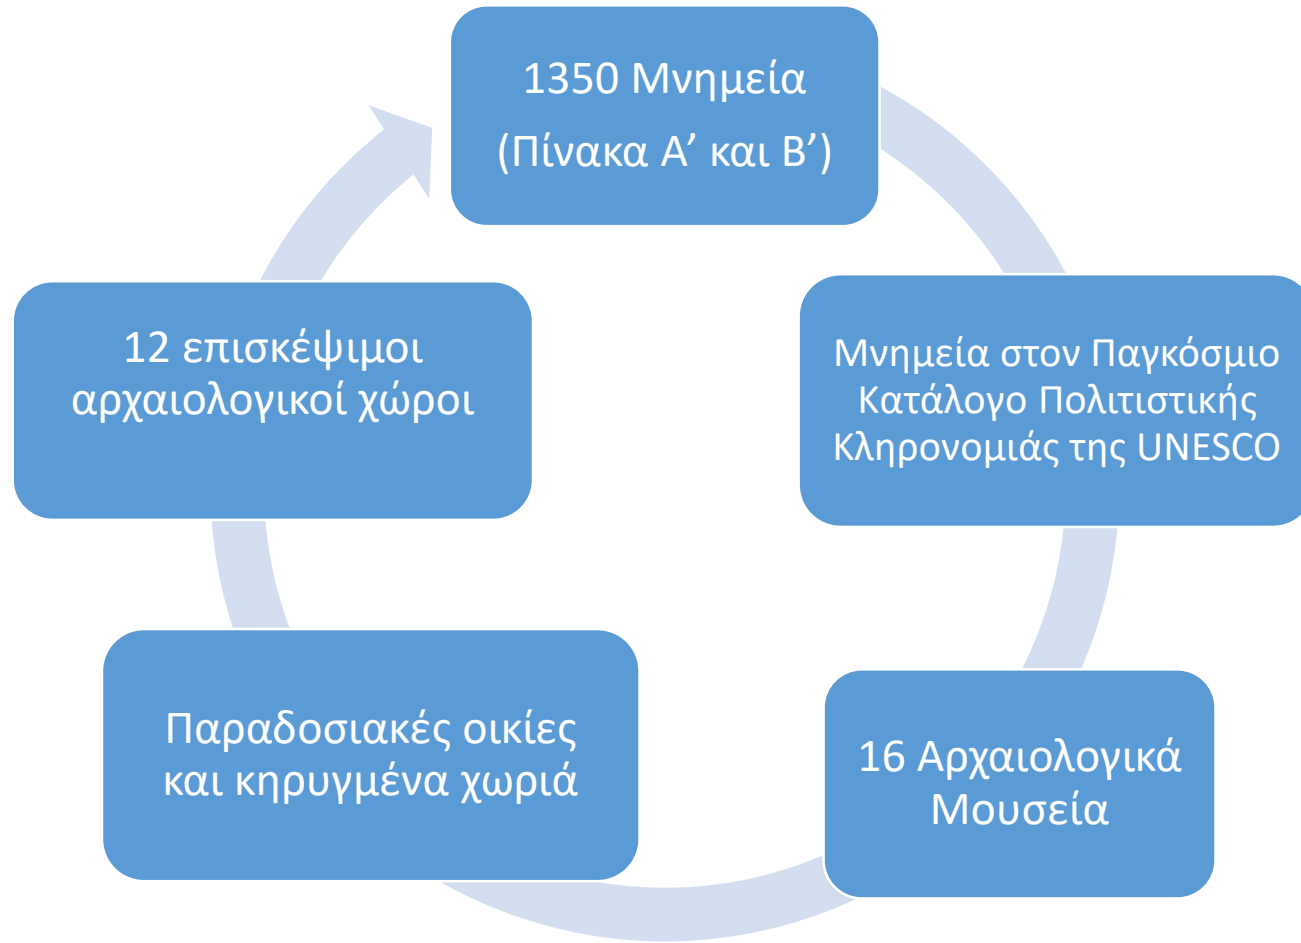 1350 Μνημεία
(Πίνακα Α’ και Β’)
Μνημεία στον Παγκόσμιο
Κατάλογο Πολιτιστικής
Κληρονομιάς της UNESCO
16 Αρχαιολογικά
Μουσεία
Παραδοσιακές οικίες
και κηρυγμένα χωριά
12 επισκέψιμοι
αρχαιολογικοί χώροι